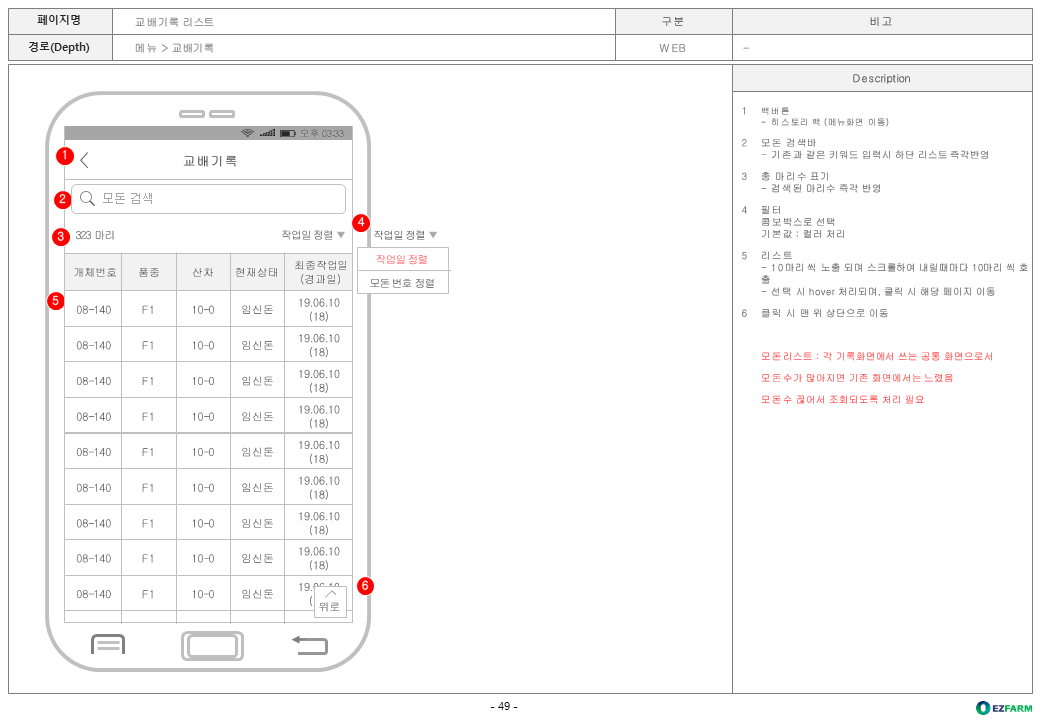 페이지명 교배기록 리스트 구분 비고
경로(Depth) 메뉴 > 교배기록 WEB -
Description
오후 03:33
1 교배기록
2 모돈 검색
3 323 마리 작업일 정렬 ▼
4 작업일 정렬 ▼
작업일 정렬
모돈 번호 정렬
개체번호 품종 산차 현재상태 최종작업일
(경과일)
5 08-140 F1 10-0 임신돈 19.06.10
(18)
08-140 F1 10-0 임신돈 19.06.10
(18)
08-140 F1 10-0 임신돈 19.06.10
(18)
08-140 F1 10-0 임신돈 19.06.10
(18)
08-140 F1 10-0 임신돈 19.06.10
(18)
08-140 F1 10-0 임신돈 19.06.10
(18)
08-140 F1 10-0 임신돈 19.06.10
(18)
08-140 F1 10-0 임신돈 19.06.10
(18)
08-140 F1 10-0 임신돈 19.06.10
6
위로
1 백버튼
- 히스토리 백 (메뉴화면 이동)
2 모돈 검색바
- 기존과 같은 키워드 입력시 하단 리스트 즉각반영
3 총 마리수 표기
- 검색된 마리수 즉각 반영
4 필터
콤보박스로 선택
기본값 : 컬러 처리
5 리스트
- 10마리 씩 노출 되며 스크롤하여 내릴때마다 10마리 씩 호
출
- 선택 시 hover 처리되며, 클릭 시 해당 페이지 이동
6 클릭 시 맨 위 상단으로 이동
모돈리스트 : 각 기록화면에서 쓰는 공통 화면으로서
모돈수가 많아지면 기존 화면에서는 느렸음
모돈수 끊어서 조회되도록 처리 필요
- 49 -
EZFARM